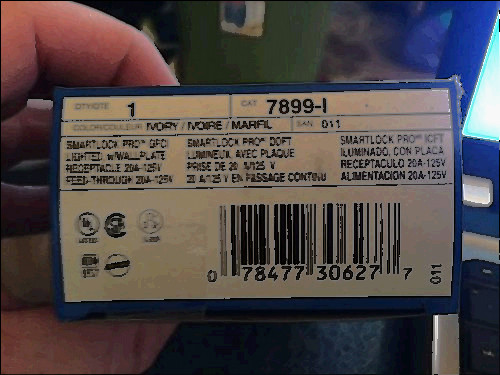 QTY/QTE 1 CAT. 7899-I
COLOR/COULEUR IVORY / IVOIRE / MARFIL SAN. 011
SMARTLOCK PRO® GFCI
LIGHTED, W/WALLPLATE
RECEPTACLE 20A-125V
FEED-THROUGH 20A-125V
SMARTLOCK PRO® DDFT
LUMINEUX, AVEC PLAQUE
PRISE DE 20 A/125 V
20 A-125 V EN PASSAGE CONTINU
SMARTLOCK PRO® ICFT
ILUMINADO, CON PLACA
RECEPTACULO 20A-125V
ALIMENTACION 20A-125V
LISTED
0 78477 30627 7
011